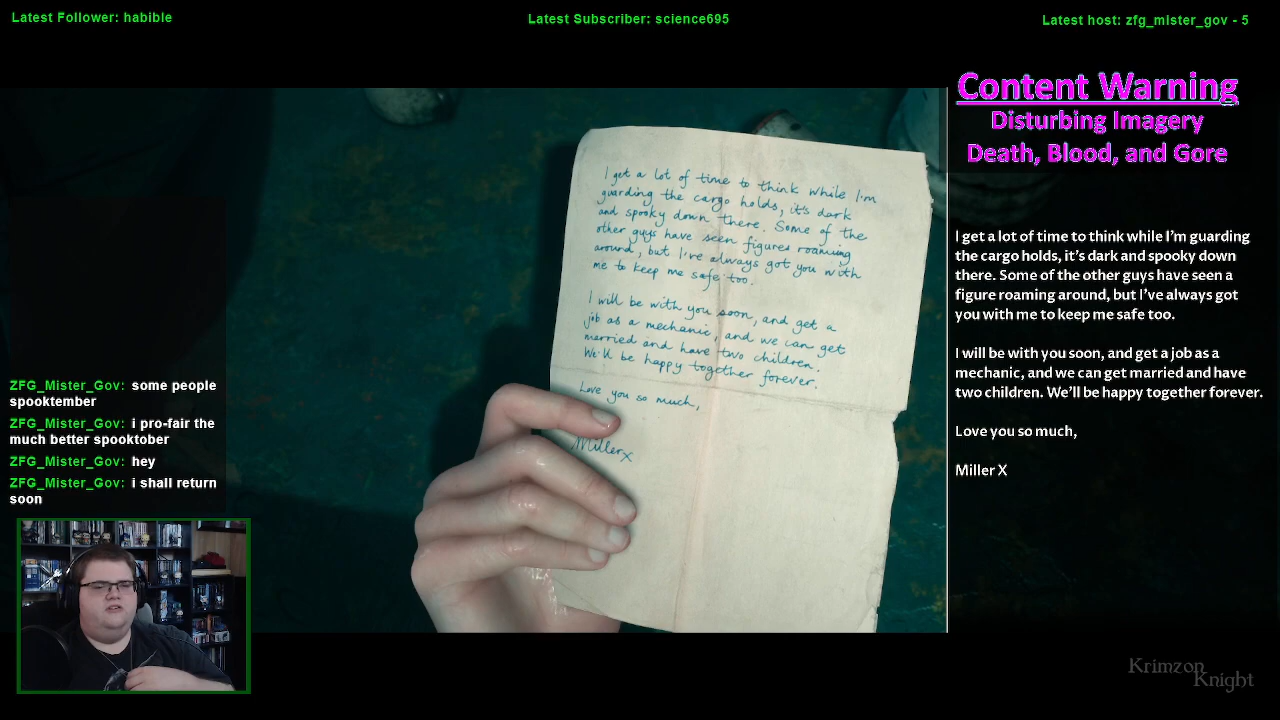 Latest Follower: habible
Latest Subscriber: science695
Latest host: zfg_mister_gov - 5
Content Warning
Disturbing Imagery
Death, Blood, and Gore
I get a lot of time to think while I'm
guarding the cargo holds, it's dark
and spooky down there. Some of the
other guys have seen figures roaming
around, but I've always got you with
me to keep me safe too.
I will be with you soon, and get a
job as a mechanic, and we can get
married and have two children.
We'll be happy together forever.
Love you so much,
Miller x
I get a lot of time to think while I'm guarding
the cargo holds, it's dark and spooky down
there. Some of the other guys have seen a
figure roaming around, but I've always got
you with me to keep me safe too.
I will be with you soon, and get a job as a
mechanic, and we can get married and have
two children. We'll be happy together forever.
Love you so much,
Miller X
ZFG_Mister_Gov: some people
spooktember
ZFG_Mister_Gov: i pro-fair the
much better spooktober
ZFG_Mister_Gov: hey
ZFG_Mister_Gov: i shall return
soon
Krimzon
Knight